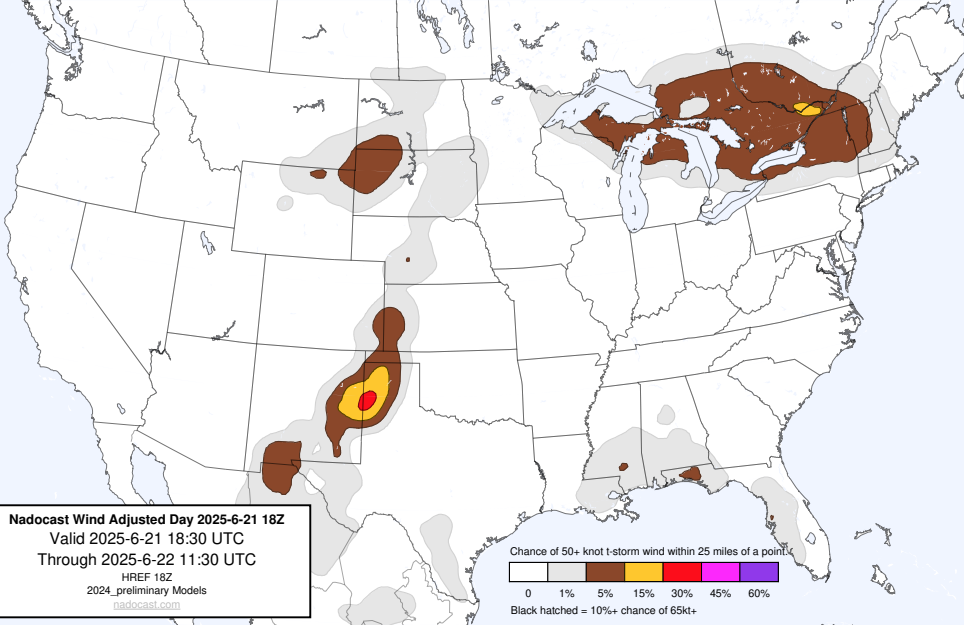 Nadocast Wind Adjusted Day 2025-6-21 18Z
Valid 2025-6-21 18:30 UTC
Through 2025-6-22 11:30 UTC
HREF 18Z
2024_preliminary Models
nadocast.com
Chance of 50+ knot t-storm wind within 25 miles of a point.
0 1% 5% 15% 30% 45% 60%
Black hatched = 10%+ chance of 65kt+